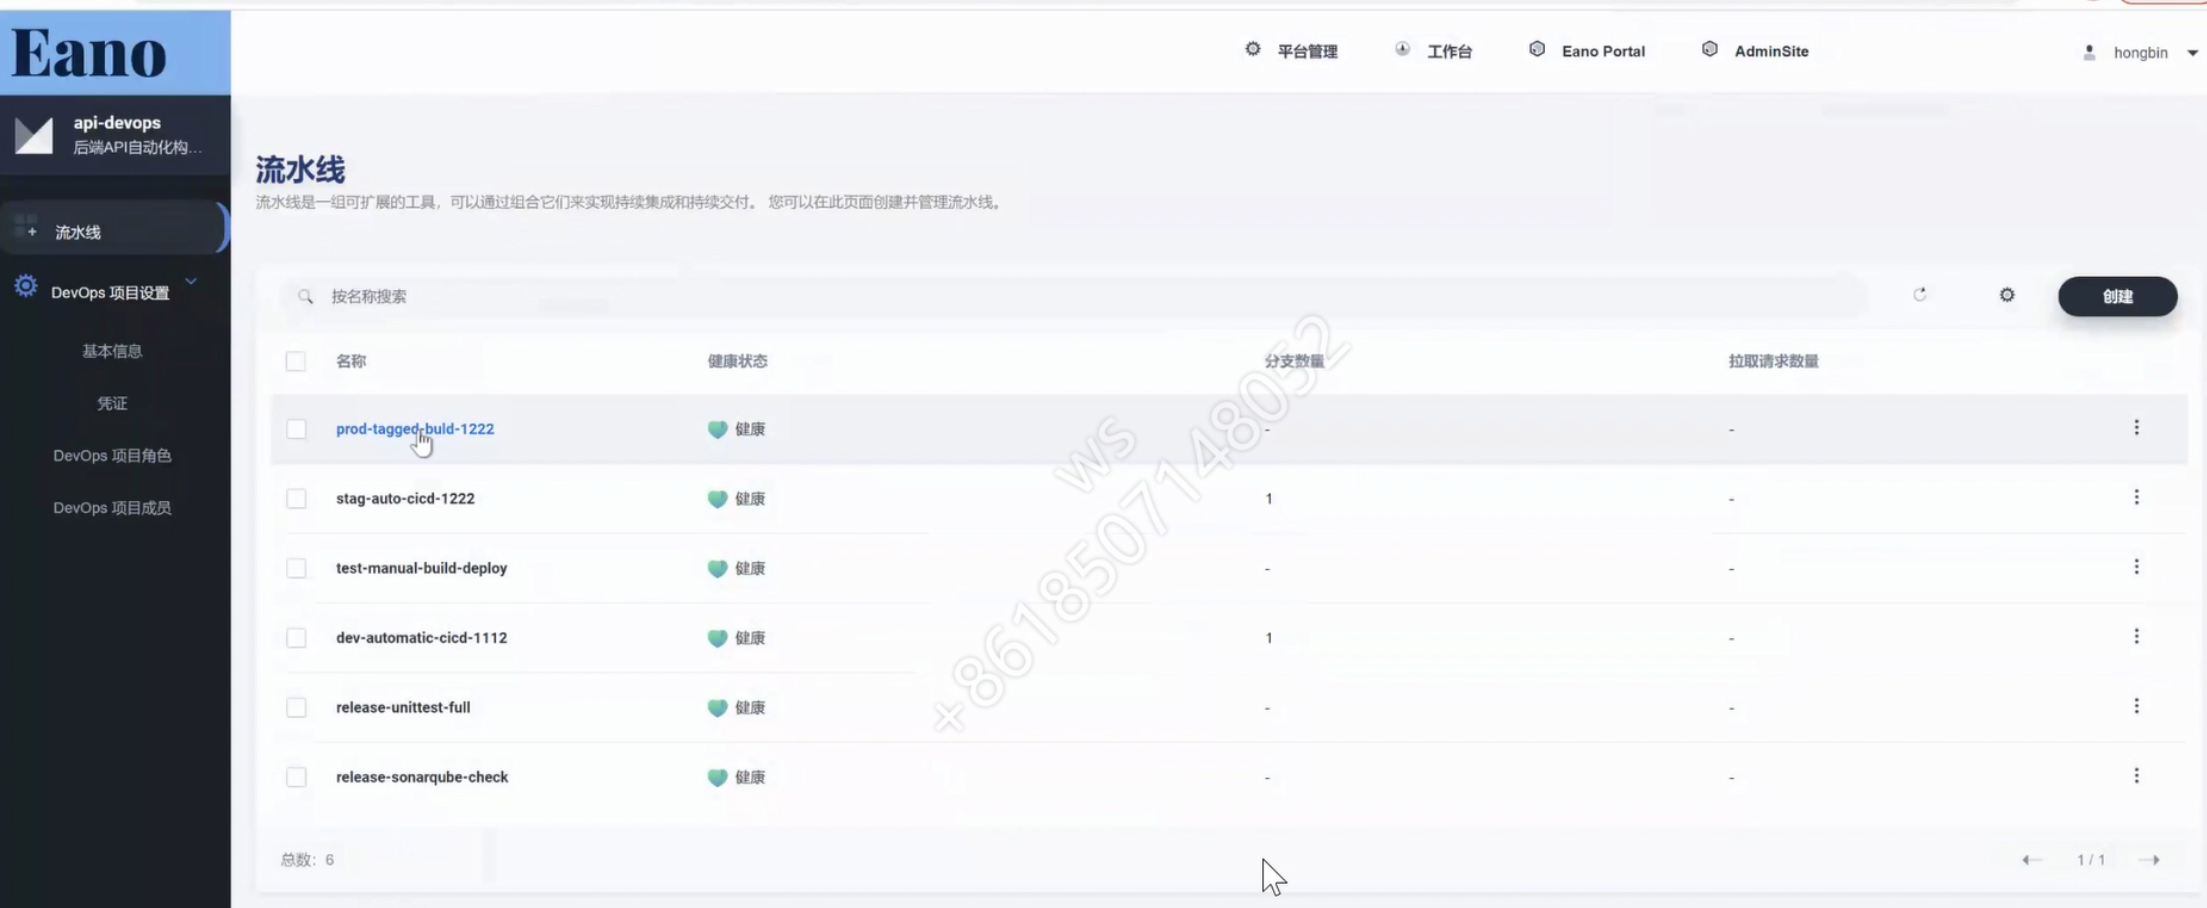 Eano
平台管理
工作台
Eano Portal
AdminSite
hongbin
api-devops
后端API自动化构...
流水线
DevOps 项目设置
基本信息
凭证
DevOps 项目角色
DevOps 项目成员
流水线
流水线是一组可扩展的工具，可以通过组合它们来实现持续集成和持续交付。 您可以在此页面创建并管理流水线。
按名称搜索
创建
名称 健康状态 分支数量 拉取请求数量
prod-tagged-buld-1222 健康 - -
stag-auto-cicd-1222 健康 1 -
test-manual-build-deploy 健康 - -
dev-automatic-cicd-1112 健康 1 -
release-unittest-full 健康 - -
release-sonarqube-check 健康 - -
总数：6
1 / 1
ws
+8618507148052